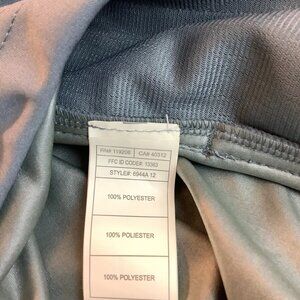 RN# 119206 CA# 40312
FFC ID CODE#: 13363
STYLE#: 6944A 12
100% POLYESTER
100% POLIESTER
100% POLYESTER